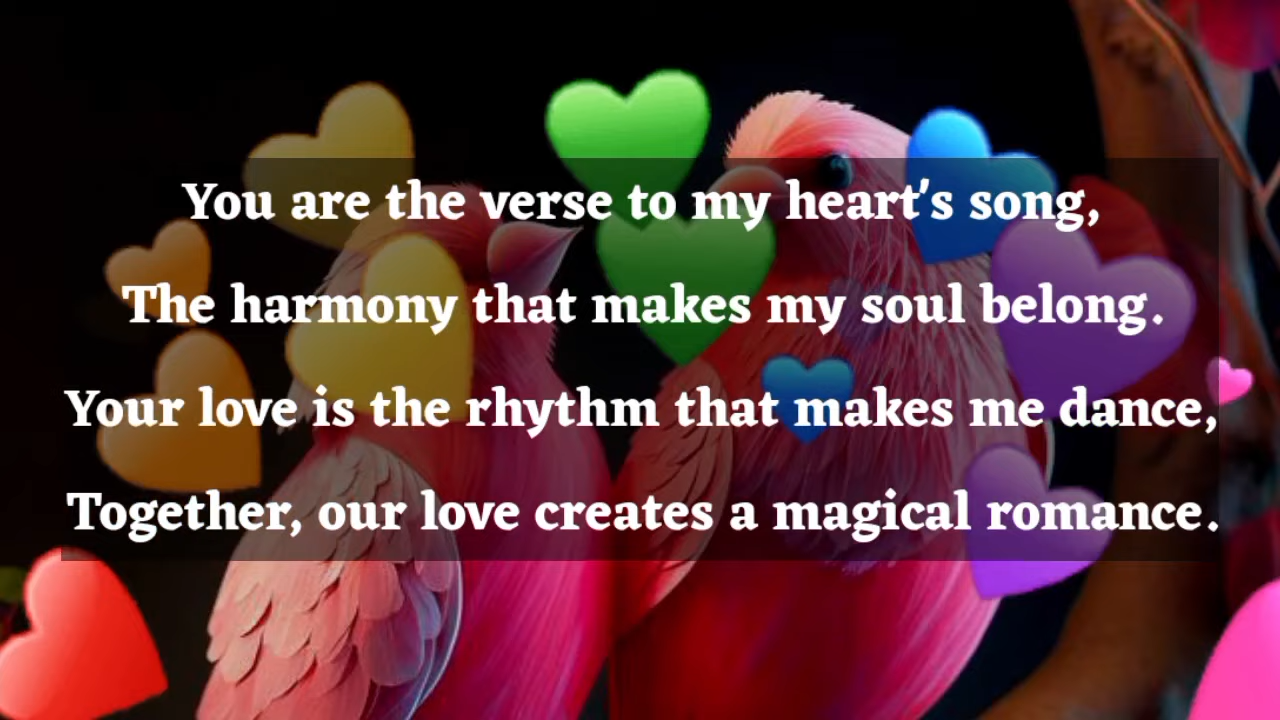 You are the verse to my heart's song,
The harmony that makes my soul belong.
Your love is the rhythm that makes me dance,
Together, our love creates a magical romance.